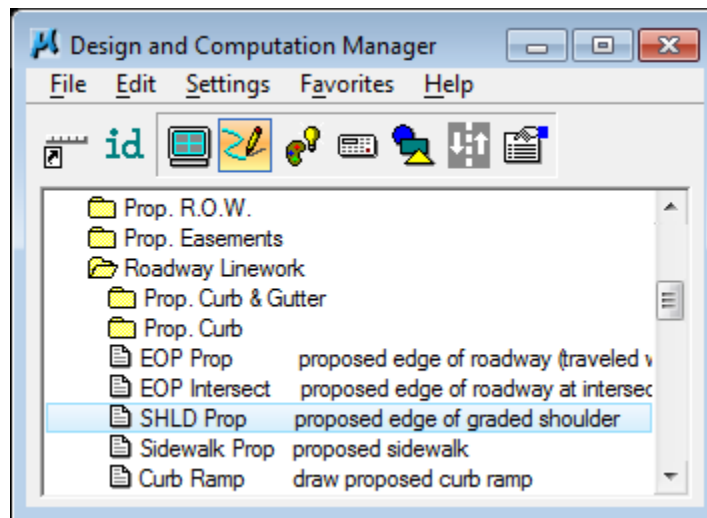 Design and Computation Manager
File Edit Settings Favorites Help
id
Prop. R.O.W.
Prop. Easements
Roadway Linework
Prop. Curb & Gutter
Prop. Curb
EOP Prop proposed edge of roadway (traveled
EOP Intersect proposed edge of roadway at
SHLD Prop proposed edge of graded shoulder
Sidewalk Prop proposed sidewalk
Curb Ramp draw proposed curb ramp